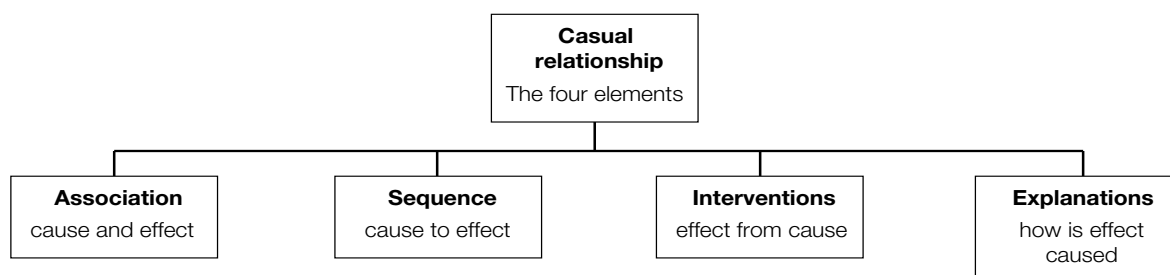 Casual
relationship
The four elements
Association
cause and effect
Sequence
cause to effect
Interventions
effect from cause
Explanations
how is effect
caused